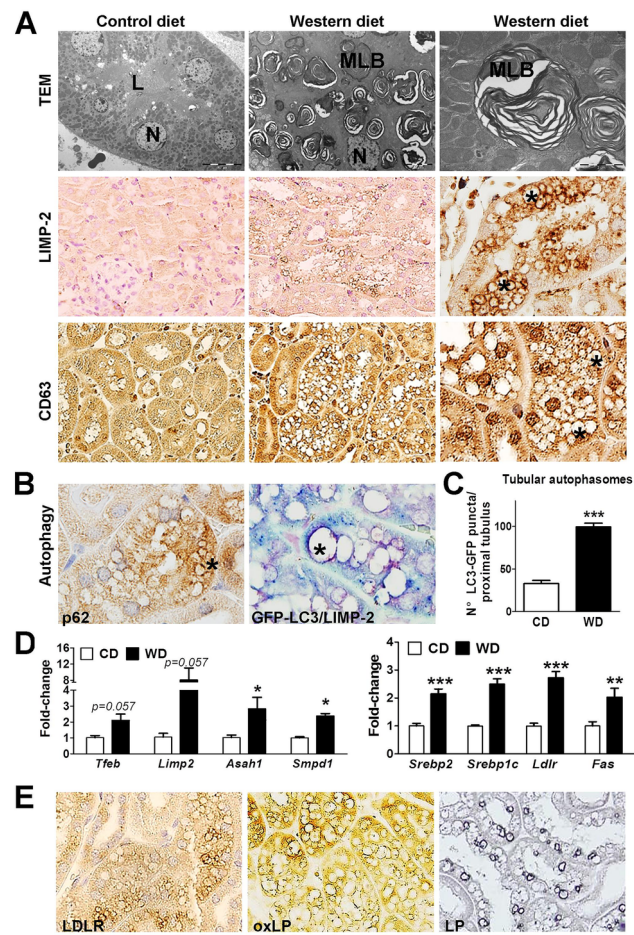 A
Control diet
Western diet
Western diet
TEM
L
N
MLB
N
MLB
LIMP-2
*
*
CD63
*
*
B
Autophagy
*
p62
*
GFP-LC3/LIMP-2
C
Tubular autophasomes
N° LC3-GFP puncta/
proximal tubulus
150
100
50
0
***
CD
WD
D
CD WD
Fold-change
16
12
8
4
3
2
1
0
p=0.057
p=0.057
*
*
Tfeb
Limp2
Asah1
Smpd1
CD WD
Fold-change
4
3
2
1
0
***
***
***
**
Srebp2
Srebp1c
Ldlr
Fas
E
LDLR
oxLP
LP